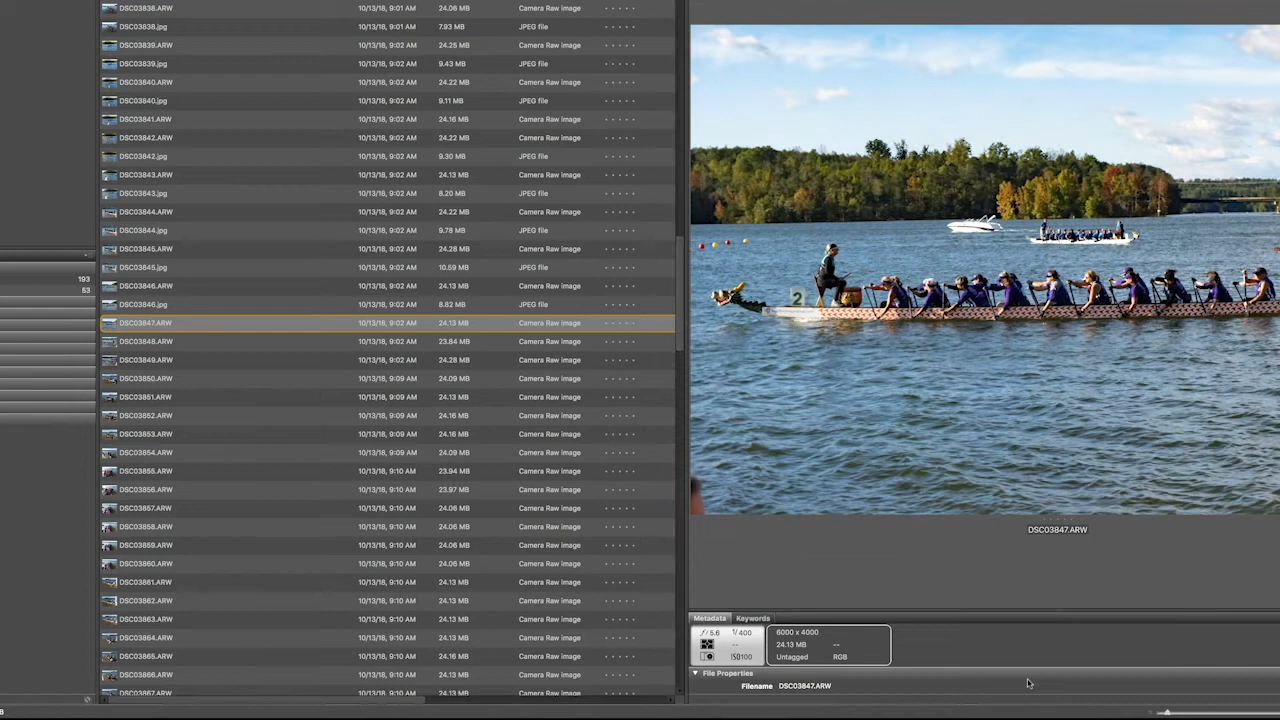 DSC03838.ARW 10/13/18, 9:01 AM 24.06 MB Camera Raw image
DSC03838.jpg 10/13/18, 9:01 AM 7.93 MB JPEG file
DSC03839.ARW 10/13/18, 9:02 AM 24.25 MB Camera Raw image
DSC03839.jpg 10/13/18, 9:02 AM 9.43 MB JPEG file
DSC03840.ARW 10/13/18, 9:02 AM 24.22 MB Camera Raw image
DSC03840.jpg 10/13/18, 9:02 AM 9.11 MB JPEG file
DSC03841.ARW 10/13/18, 9:02 AM 24.16 MB Camera Raw image
DSC03842.ARW 10/13/18, 9:02 AM 24.22 MB Camera Raw image
DSC03842.jpg 10/13/18, 9:02 AM 9.30 MB JPEG file
DSC03843.ARW 10/13/18, 9:02 AM 24.13 MB Camera Raw image
DSC03843.jpg 10/13/18, 9:02 AM 8.20 MB JPEG file
DSC03844.ARW 10/13/18, 9:02 AM 24.22 MB Camera Raw image
DSC03844.jpg 10/13/18, 9:02 AM 9.78 MB JPEG file
DSC03845.ARW 10/13/18, 9:02 AM 24.28 MB Camera Raw image
DSC03845.jpg 10/13/18, 9:02 AM 10.59 MB JPEG file
DSC03846.ARW 10/13/18, 9:02 AM 24.13 MB Camera Raw image
DSC03846.jpg 10/13/18, 9:02 AM 8.82 MB JPEG file
DSC03847.ARW 10/13/18, 9:02 AM 24.13 MB Camera Raw image
DSC03848.ARW 10/13/18, 9:02 AM 23.84 MB Camera Raw image
DSC03849.ARW 10/13/18, 9:02 AM 24.28 MB Camera Raw image
DSC03850.ARW 10/13/18, 9:09 AM 24.09 MB Camera Raw image
DSC03851.ARW 10/13/18, 9:09 AM 24.13 MB Camera Raw image
DSC03852.ARW 10/13/18, 9:09 AM 24.16 MB Camera Raw image
DSC03853.ARW 10/13/18, 9:09 AM 24.16 MB Camera Raw image
DSC03854.ARW 10/13/18, 9:09 AM 24.09 MB Camera Raw image
DSC03855.ARW 10/13/18, 9:10 AM 23.94 MB Camera Raw image
DSC03856.ARW 10/13/18, 9:10 AM 23.97 MB Camera Raw image
DSC03857.ARW 10/13/18, 9:10 AM 24.06 MB Camera Raw image
DSC03858.ARW 10/13/18, 9:10 AM 24.06 MB Camera Raw image
DSC03859.ARW 10/13/18, 9:10 AM 24.06 MB Camera Raw image
DSC03860.ARW 10/13/18, 9:10 AM 24.06 MB Camera Raw image
DSC03861.ARW 10/13/18, 9:10 AM 24.13 MB Camera Raw image
DSC03862.ARW 10/13/18, 9:10 AM 24.13 MB Camera Raw image
DSC03863.ARW 10/13/18, 9:10 AM 24.13 MB Camera Raw image
DSC03864.ARW 10/13/18, 9:10 AM 24.13 MB Camera Raw image
DSC03865.ARW 10/13/18, 9:10 AM 24.13 MB Camera Raw image
DSC03866.ARW 10/13/18, 9:10 AM 24.13 MB Camera Raw image
DSC03867.ARW 10/13/18, 9:10 AM 24.13 MB Camera Raw image
193
53
B
2
DSC03847.ARW
Metadata Keywords
ƒ/5.6 1/400
--
ISO100
6000 x 4000
24.13 MB --
Untagged RGB
File Properties
Filename DSC03847.ARW